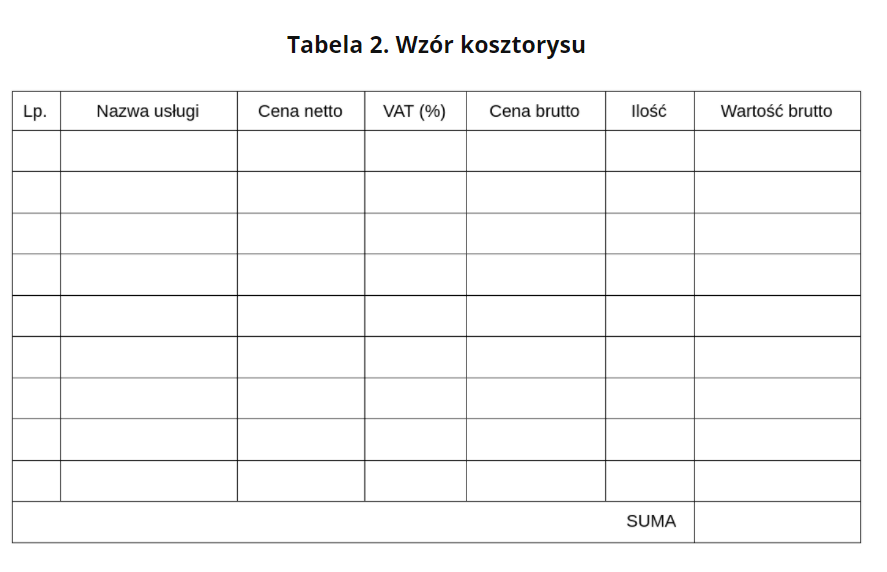 Tabela 2. Wzór kosztorysu
Lp. Nazwa usługi Cena netto VAT (%) Cena brutto Ilość Wartość brutto
SUMA